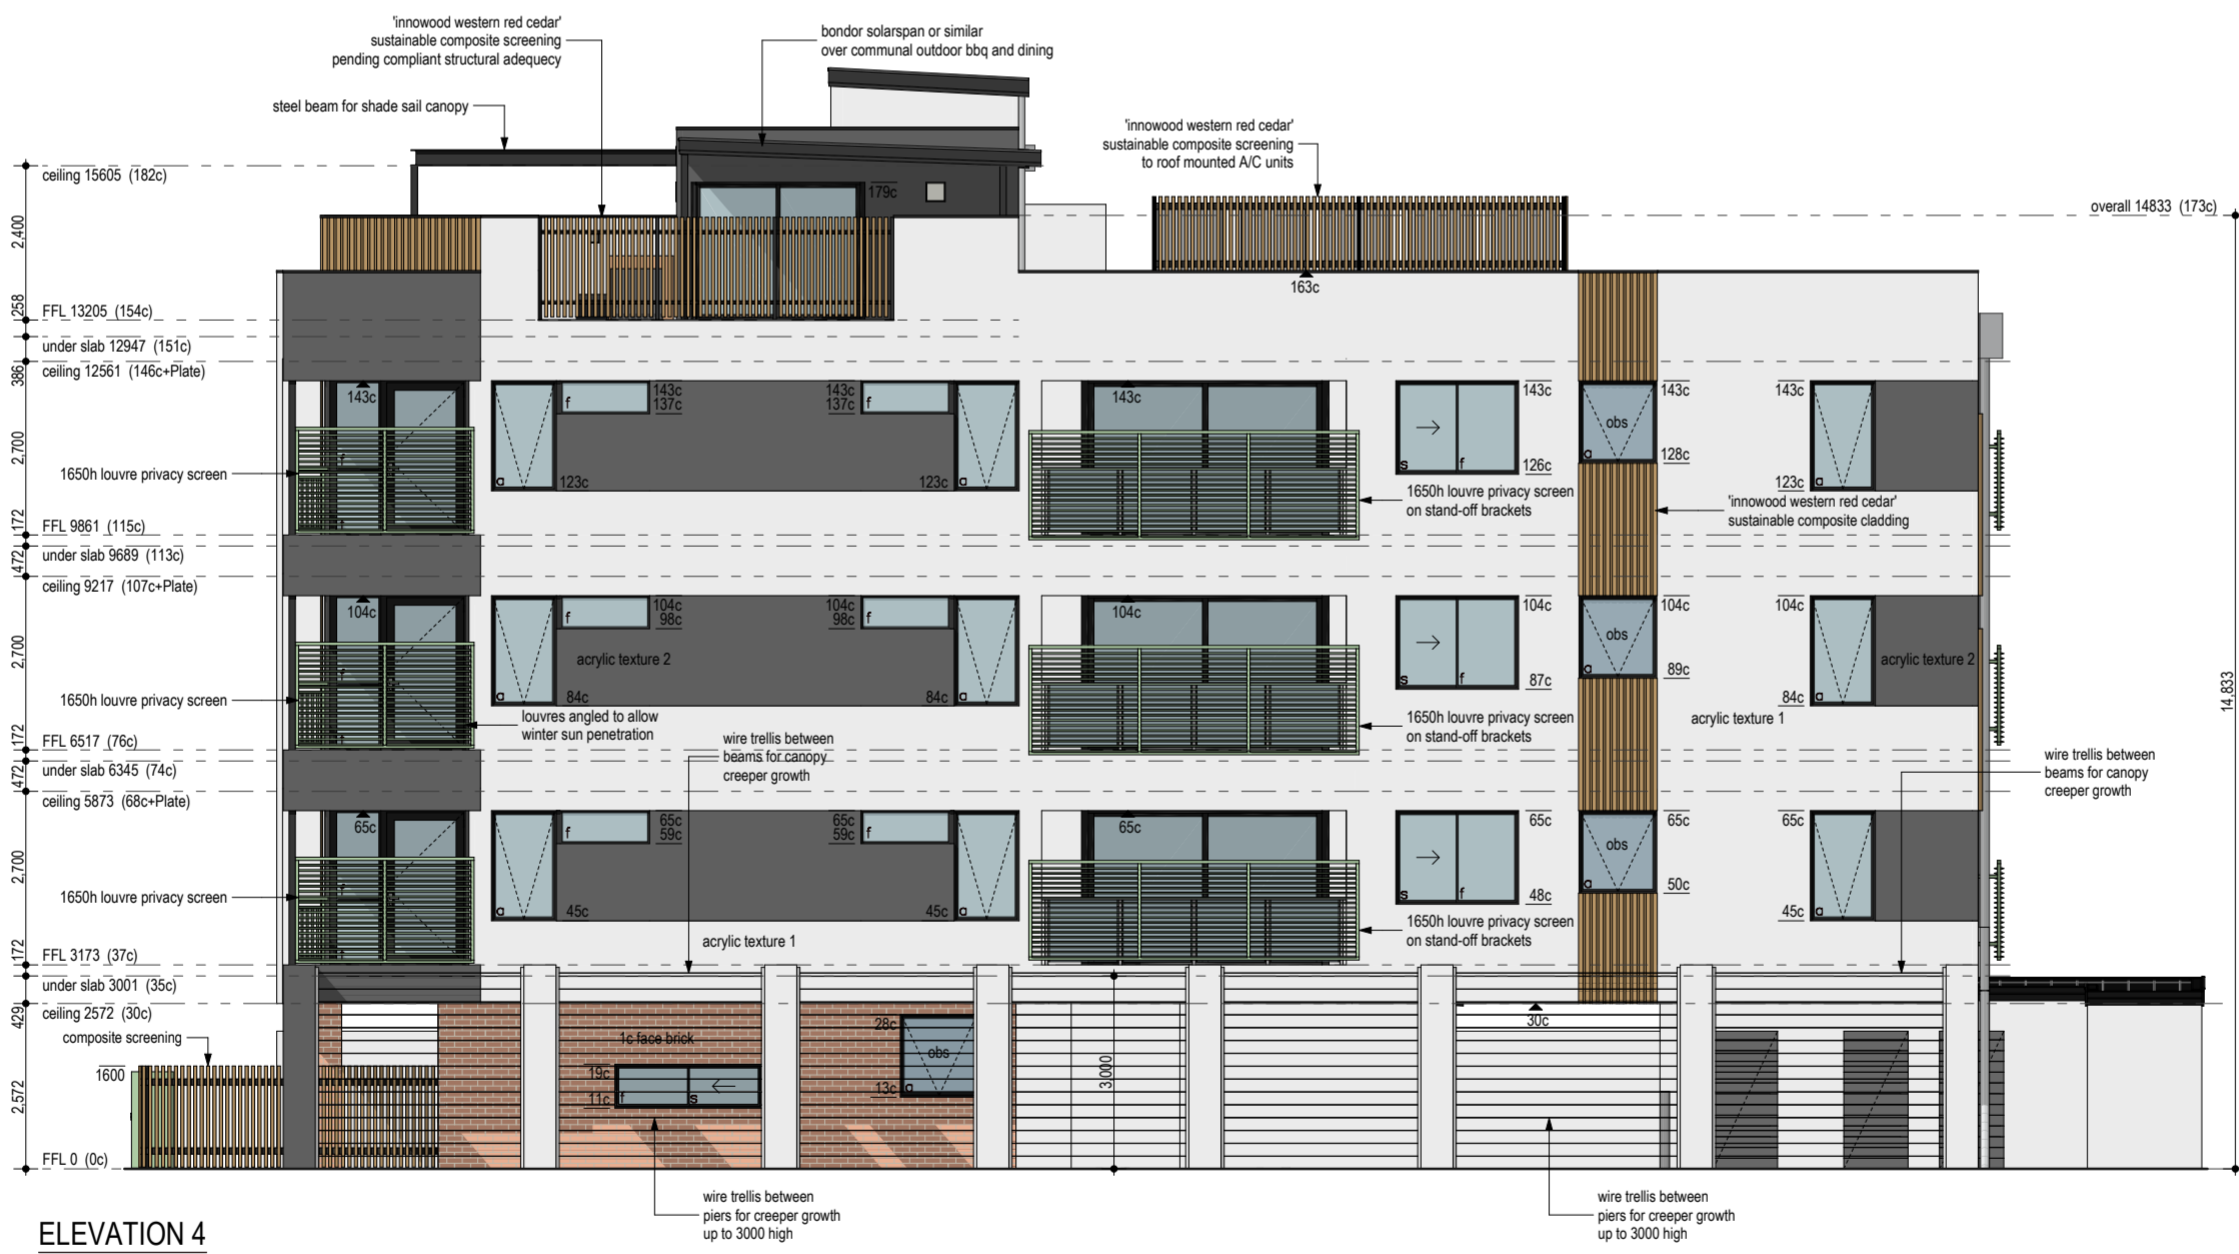 'innowood western red cedar'
sustainable composite screening
pending compliant structural adequecy
bondor solarspan or similar
over communal outdoor bbq and dining
steel beam for shade sail canopy
'innowood western red cedar'
sustainable composite screening
to roof mounted A/C units
ceiling 15605 (182c)
179c
overall 14833 (173c)
2,400
163c
258
FFL 13205 (154c)
under slab 12947 (151c)
386
ceiling 12561 (146c+Plate)
143c
f
143c
137c
143c
137c
f
143c
143c
obs
143c
143c
2,700
1650h louvre privacy screen
a
123c
123c
a
s
f
126c
a
128c
123c
a
1650h louvre privacy screen
on stand-off brackets
'innowood western red cedar'
sustainable composite cladding
172
FFL 9861 (115c)
under slab 9689 (113c)
472
ceiling 9217 (107c+Plate)
104c
f
104c
98c
104c
98c
f
104c
104c
obs
104c
104c
2,700
acrylic texture 2
acrylic texture 2
1650h louvre privacy screen
a
84c
84c
a
s
f
87c
a
89c
84c
a
14,833
louvres angled to allow
winter sun penetration
1650h louvre privacy screen
on stand-off brackets
acrylic texture 1
172
FFL 6517 (76c)
under slab 6345 (74c)
472
ceiling 5873 (68c+Plate)
wire trellis between
beams for canopy
creeper growth
wire trellis between
beams for canopy
creeper growth
65c
f
65c
59c
65c
59c
f
65c
65c
obs
65c
65c
2,700
1650h louvre privacy screen
a
45c
45c
a
s
f
48c
a
50c
45c
a
1650h louvre privacy screen
on stand-off brackets
acrylic texture 1
172
FFL 3173 (37c)
under slab 3001 (35c)
429
ceiling 2572 (30c)
30c
composite screening
1c face brick
28c
obs
1600
19c
11c
f
s
13c
a
3,000
2,572
FFL 0 (0c)
wire trellis between
piers for creeper growth
up to 3000 high
wire trellis between
piers for creeper growth
up to 3000 high
ELEVATION 4